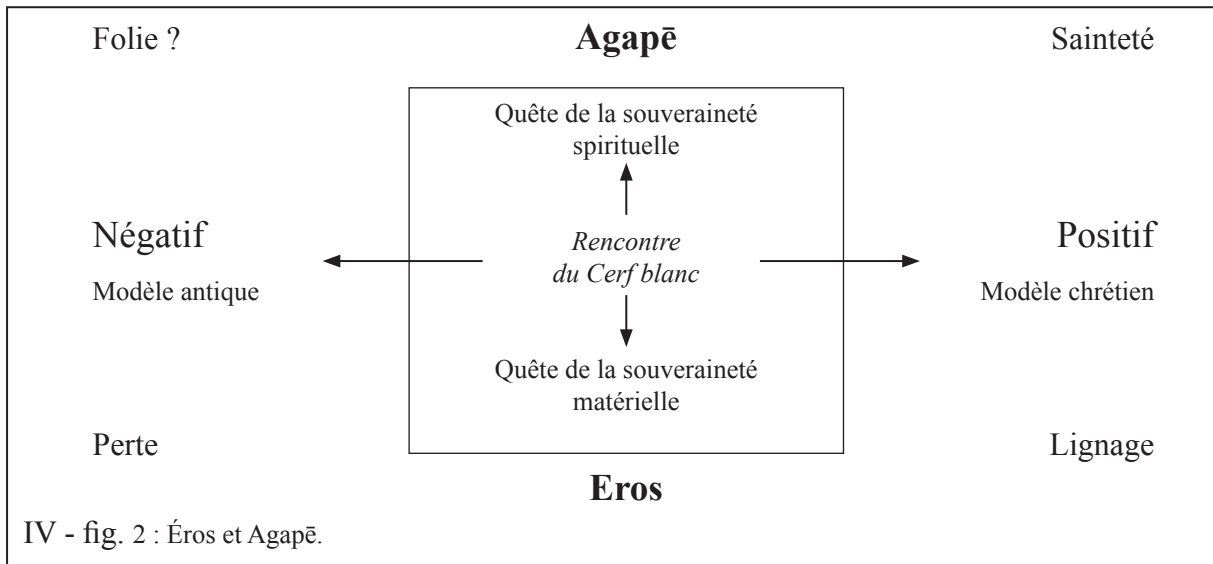 Folie ?
Agapē
Sainteté
Quête de la souveraineté
spirituelle
Négatif
Modèle antique
Rencontre
du Cerf blanc
Positif
Modèle chrétien
Quête de la souveraineté
matérielle
Perte
Lignage
Eros
IV - fig. 2 : Éros et Agapē.